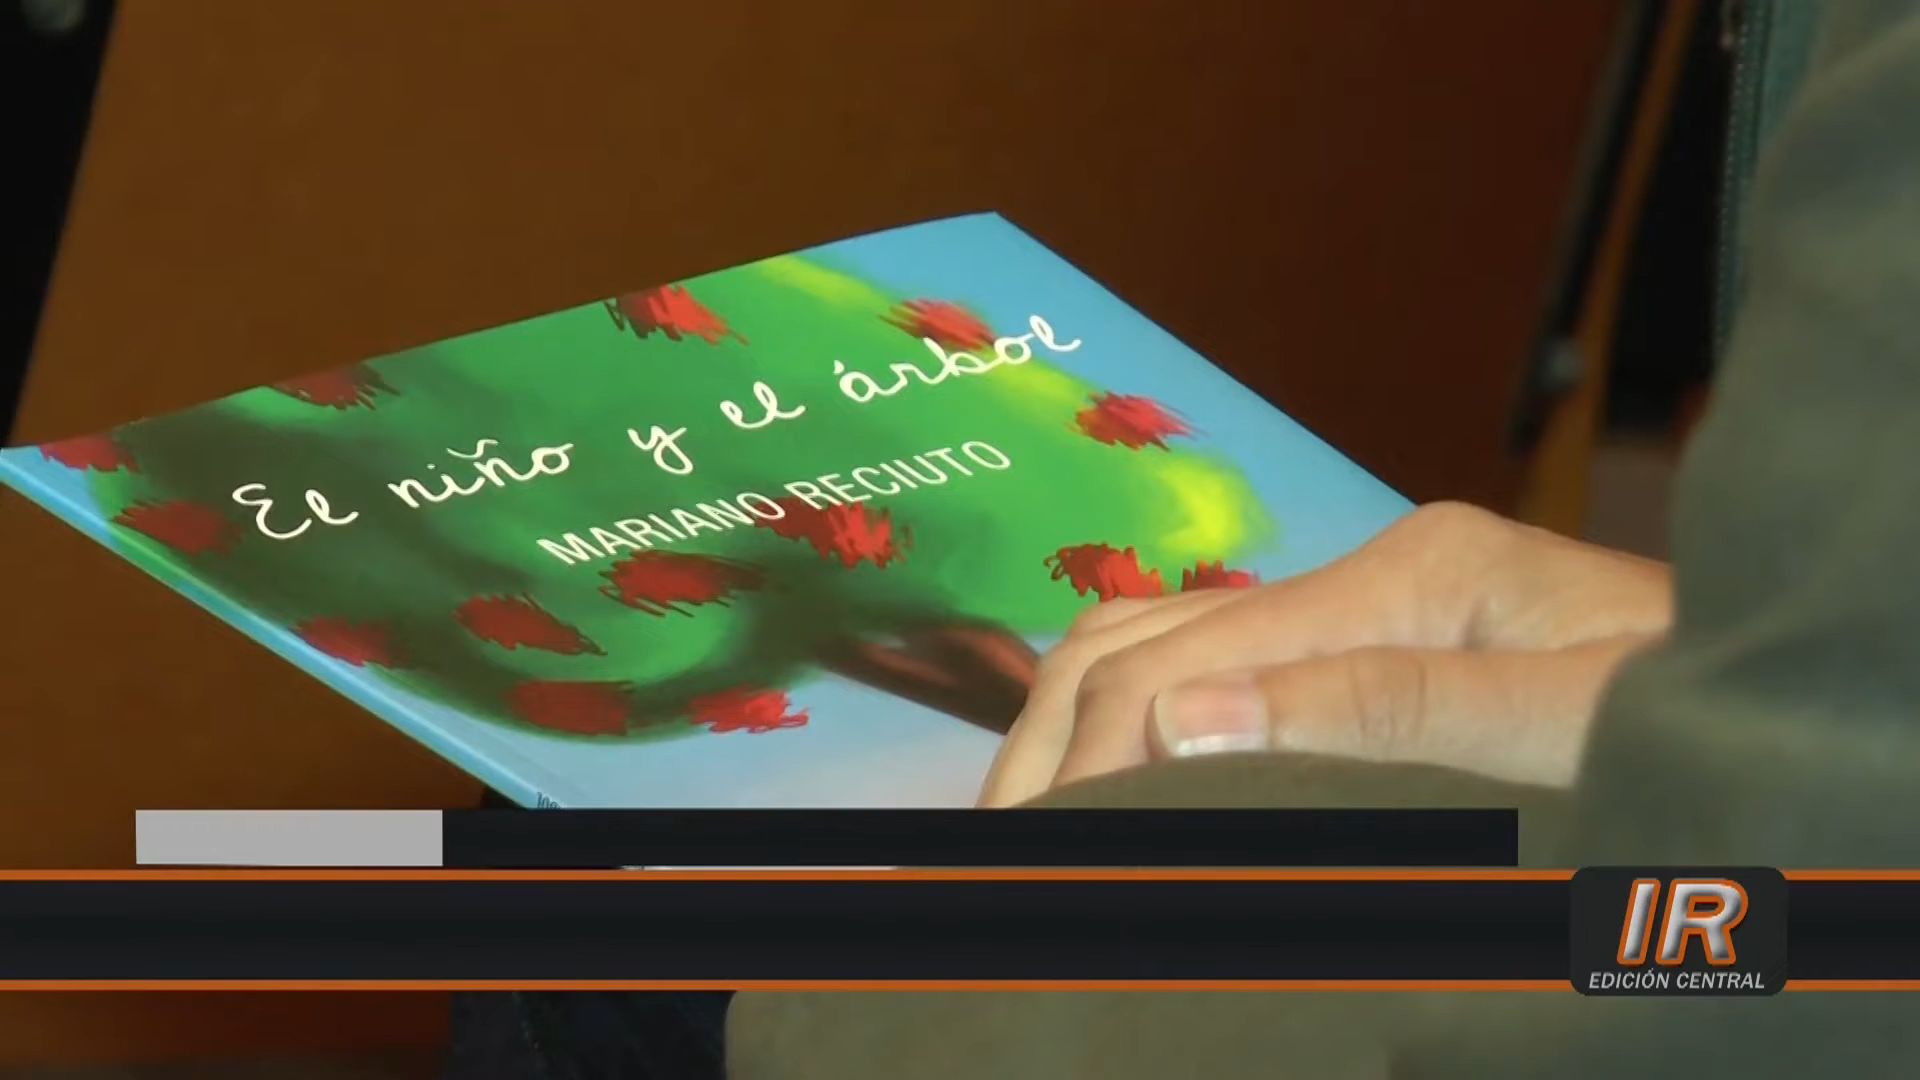 El niño y el árbol
MARIANO RECIUTO
IR
EDICIÓN CENTRAL